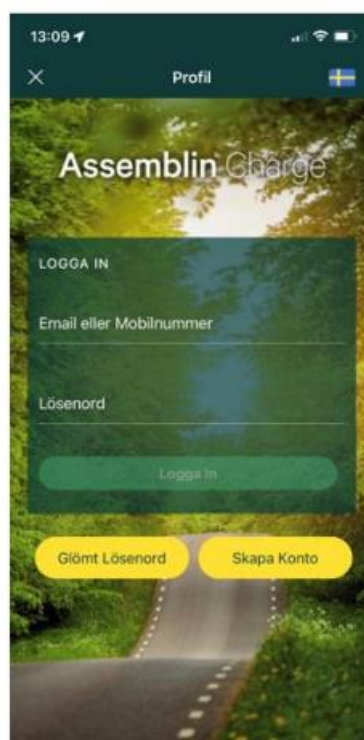 13:09
Profil
Assemblin Charge
LOGGA IN
Email eller Mobilnummer
Lösenord
Logga In
Glömt Lösenord
Skapa Konto